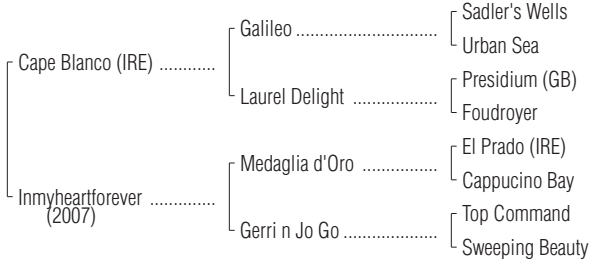 Sadler's Wells
Galileo ..............................
Urban Sea
Cape Blanco (IRE) ............
Presidium (GB)
Laurel Delight ..................
Foudroyer
El Prado (IRE)
Medaglia d'Oro ................
Cappucino Bay
Inmyheartforever ..............
(2007)
Top Command
Gerri n Jo Go ....................
Sweeping Beauty